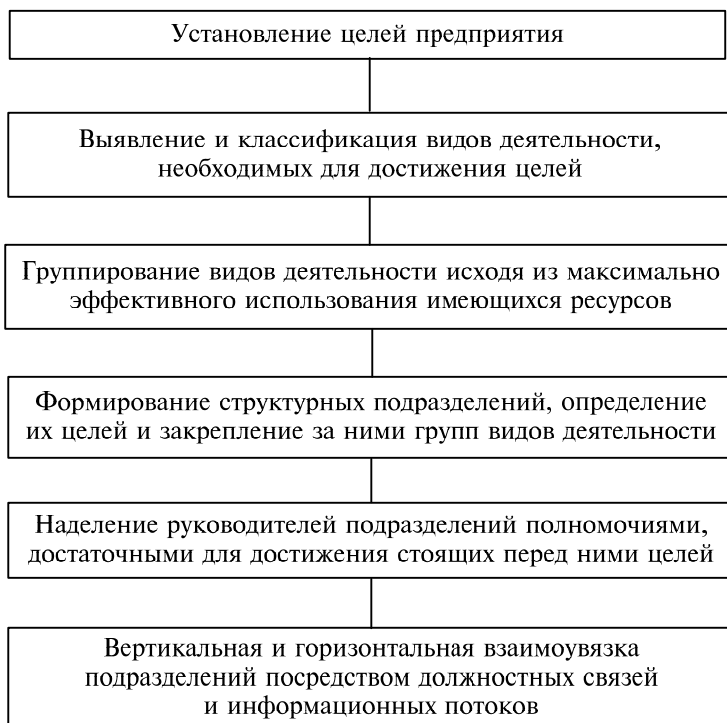 Установление целей предприятия
Выявление и классификация видов деятельности,
необходимых для достижения целей
Группирование видов деятельности исходя из максимально
эффективного использования имеющихся ресурсов
Формирование структурных подразделений, определение
их целей и закрепление за ними групп видов деятельности
Наделение руководителей подразделений полномочиями,
достаточными для достижения стоящих перед ними целей
Вертикальная и горизонтальная взаимоувязка
подразделений посредством должностных связей
и информационных потоков